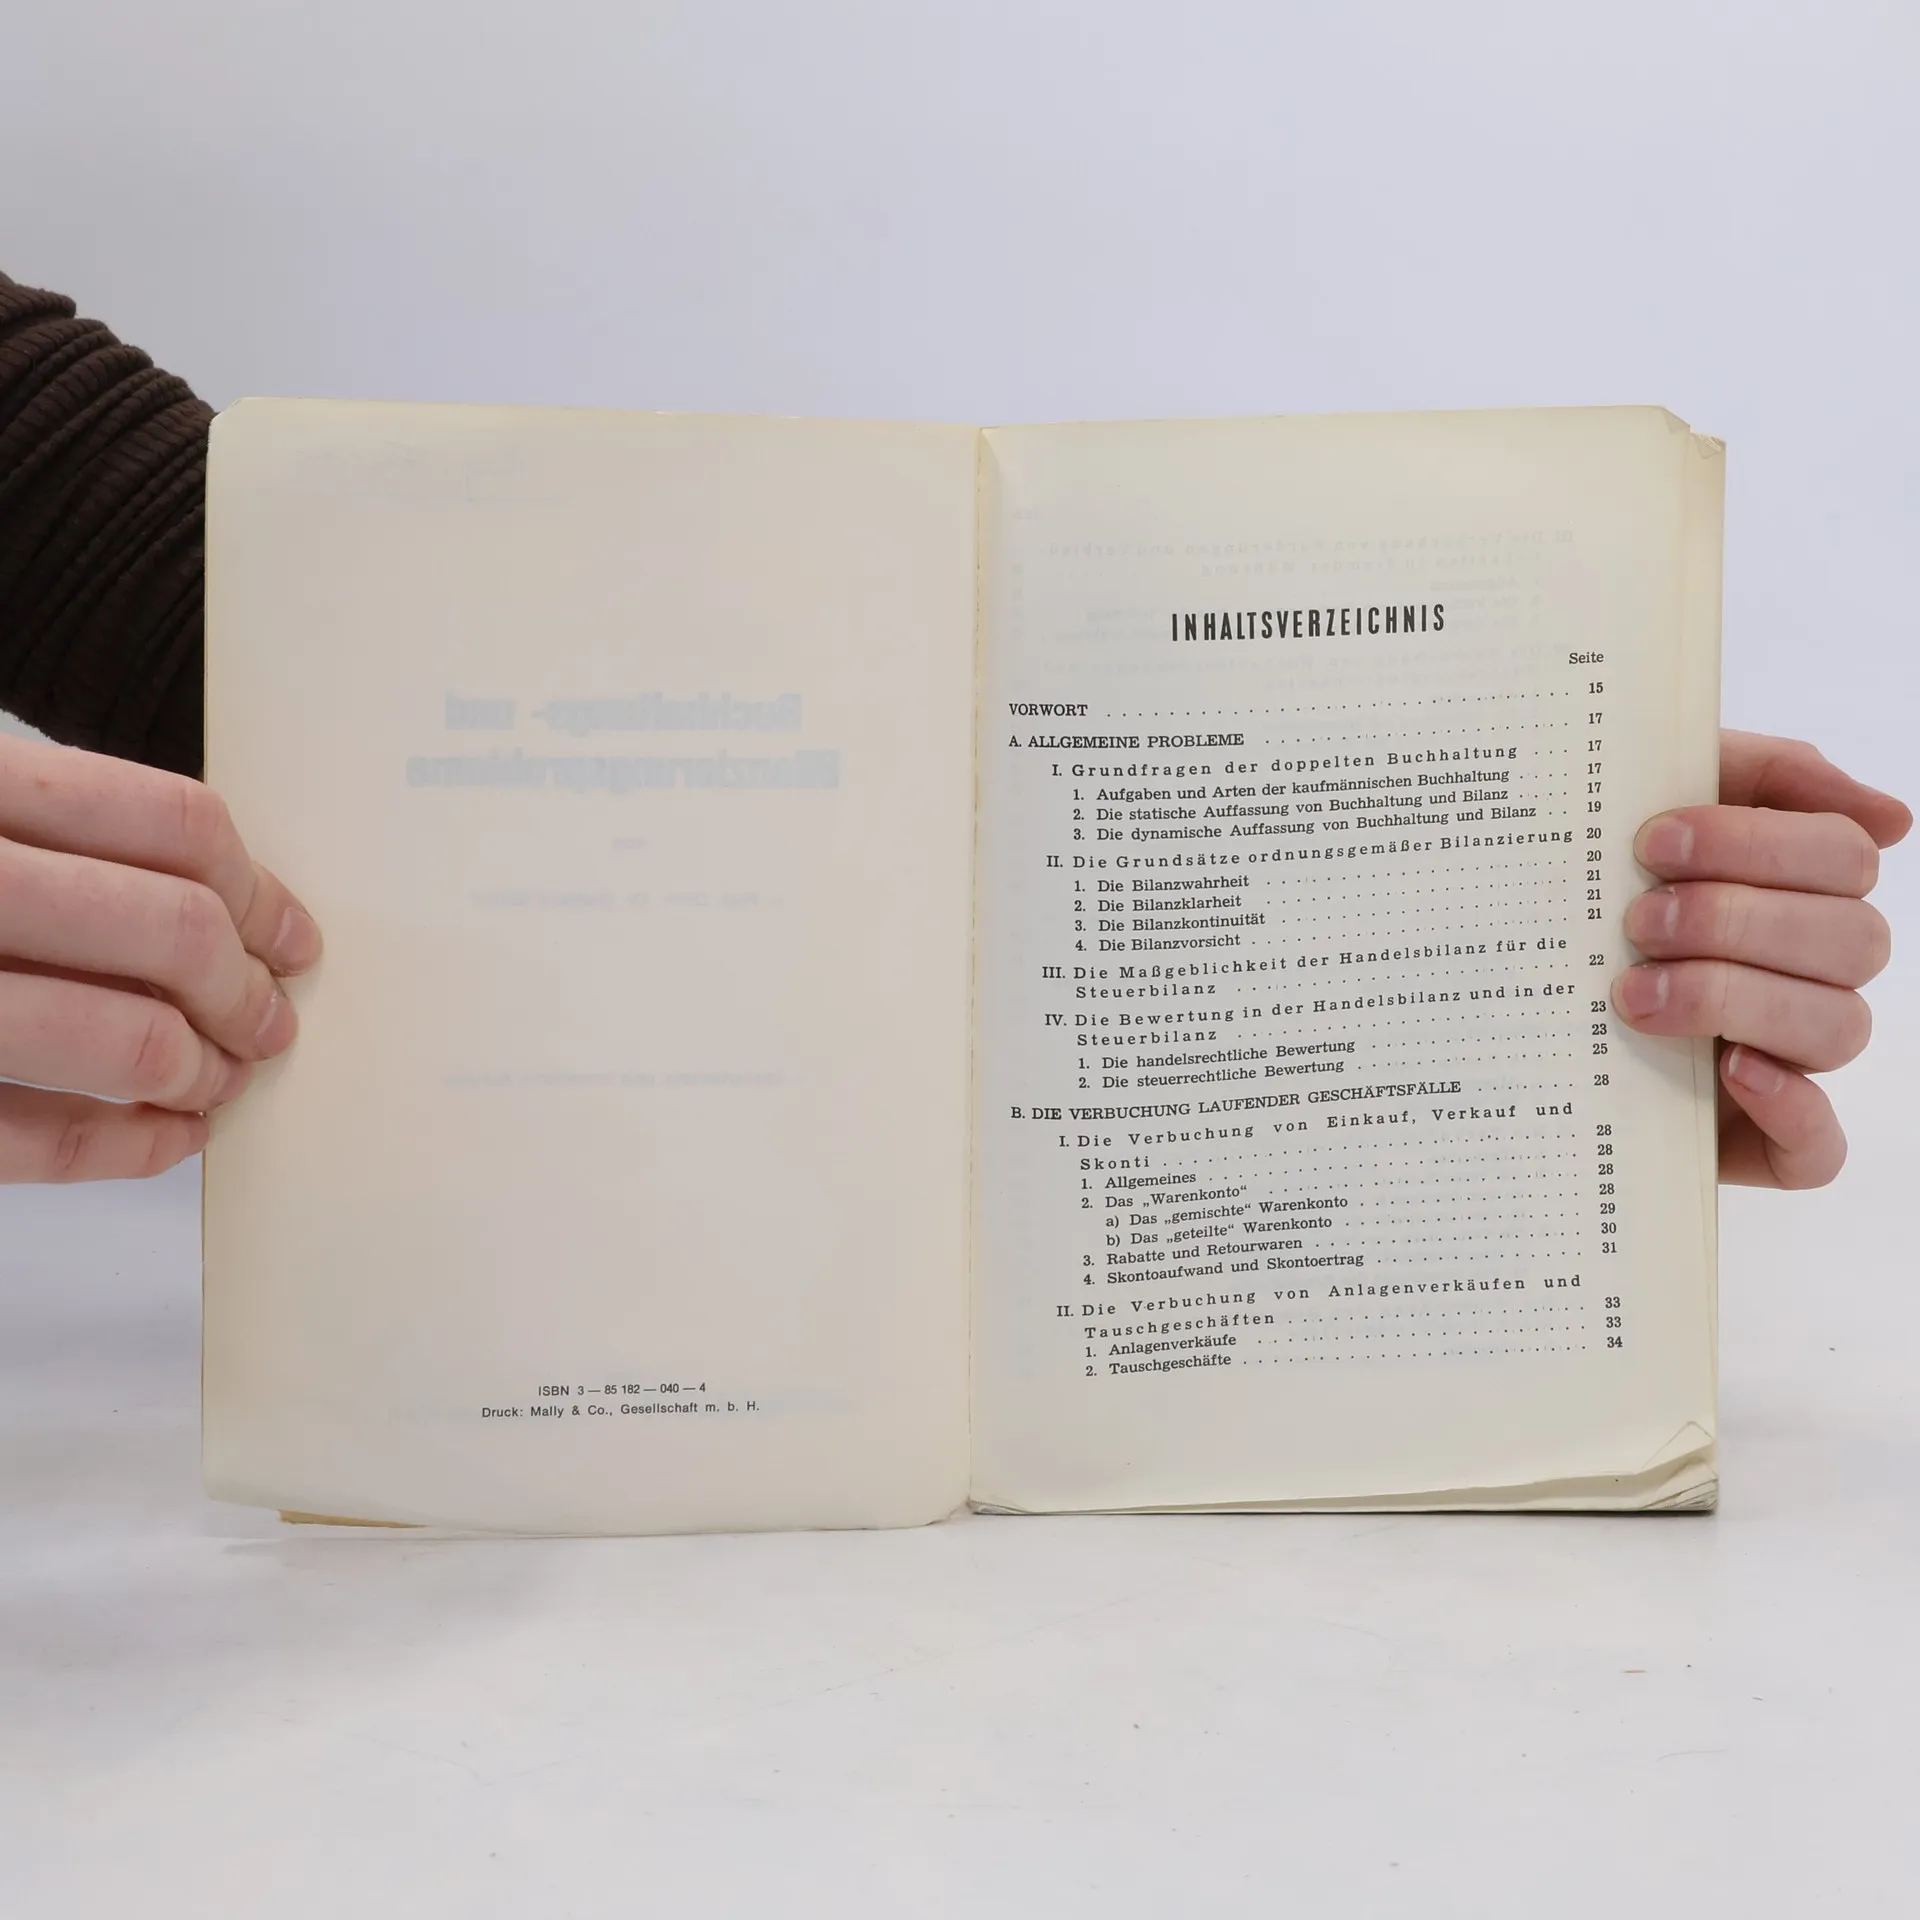 ISBN 3 — 85 182 — 040 — 4
Druck: Mally & Co., Gesellschaft m. b. H.
INHALTSVERZEICHNIS
Seite
VORWORT . . . . . . . . . . 15
A. ALLGEMEINE PROBLEME . . . . . . . . . . 17
I. Grundfragen der doppelten Buchhaltung . . . 17
1. Aufgaben und Arten der kaufmännischen Buchhaltung . . . . 17
2. Die statische Auffassung von Buchhaltung und Bilanz . . . . 17
3. Die dynamische Auffassung von Buchhaltung und Bilanz . . 19
II. Die Grundsätze ordnungsgemäßer Bilanzierung 20
1. Die Bilanzwahrheit . . . . . . . . . . 20
2. Die Bilanzklarheit . . . . . . . . . . 21
3. Die Bilanzkontinuität . . . . . . . . . . 21
4. Die Bilanzvorsicht . . . . . . . . . . 21
III. Die Maßgeblichkeit der Handelsbilanz für die
Steuerbilanz . . . . . . . . . . 22
IV. Die Bewertung in der Handelsbilanz und in der
Steuerbilanz . . . . . . . . . . 23
1. Die handelsrechtliche Bewertung . . . . . . . . . . 23
2. Die steuerrechtliche Bewertung . . . . . . . . . . 25
B. DIE VERBUCHUNG LAUFENDER GESCHÄFTSFÄLLE . . . . . . . 28
I. Die Verbuchung von Einkauf, Verkauf und
Skonti . . . . . . . . . . 28
1. Allgemeines . . . . . . . . . . 28
2. Das „Warenkonto“ . . . . . . . . . . 28
a) Das „gemischte“ Warenkonto . . . . . . . . . . 28
b) Das „geteilte“ Warenkonto . . . . . . . . . . 29
3. Rabatte und Retourwaren . . . . . . . . . . 30
4. Skontoaufwand und Skontoertrag . . . . . . . . . . 31
II. Die Verbuchung von Anlagenverkäufen und
Tauschgeschäften . . . . . . . . . . 33
1. Anlagenverkäufe . . . . . . . . . . 33
2. Tauschgeschäfte . . . . . . . . . . 34